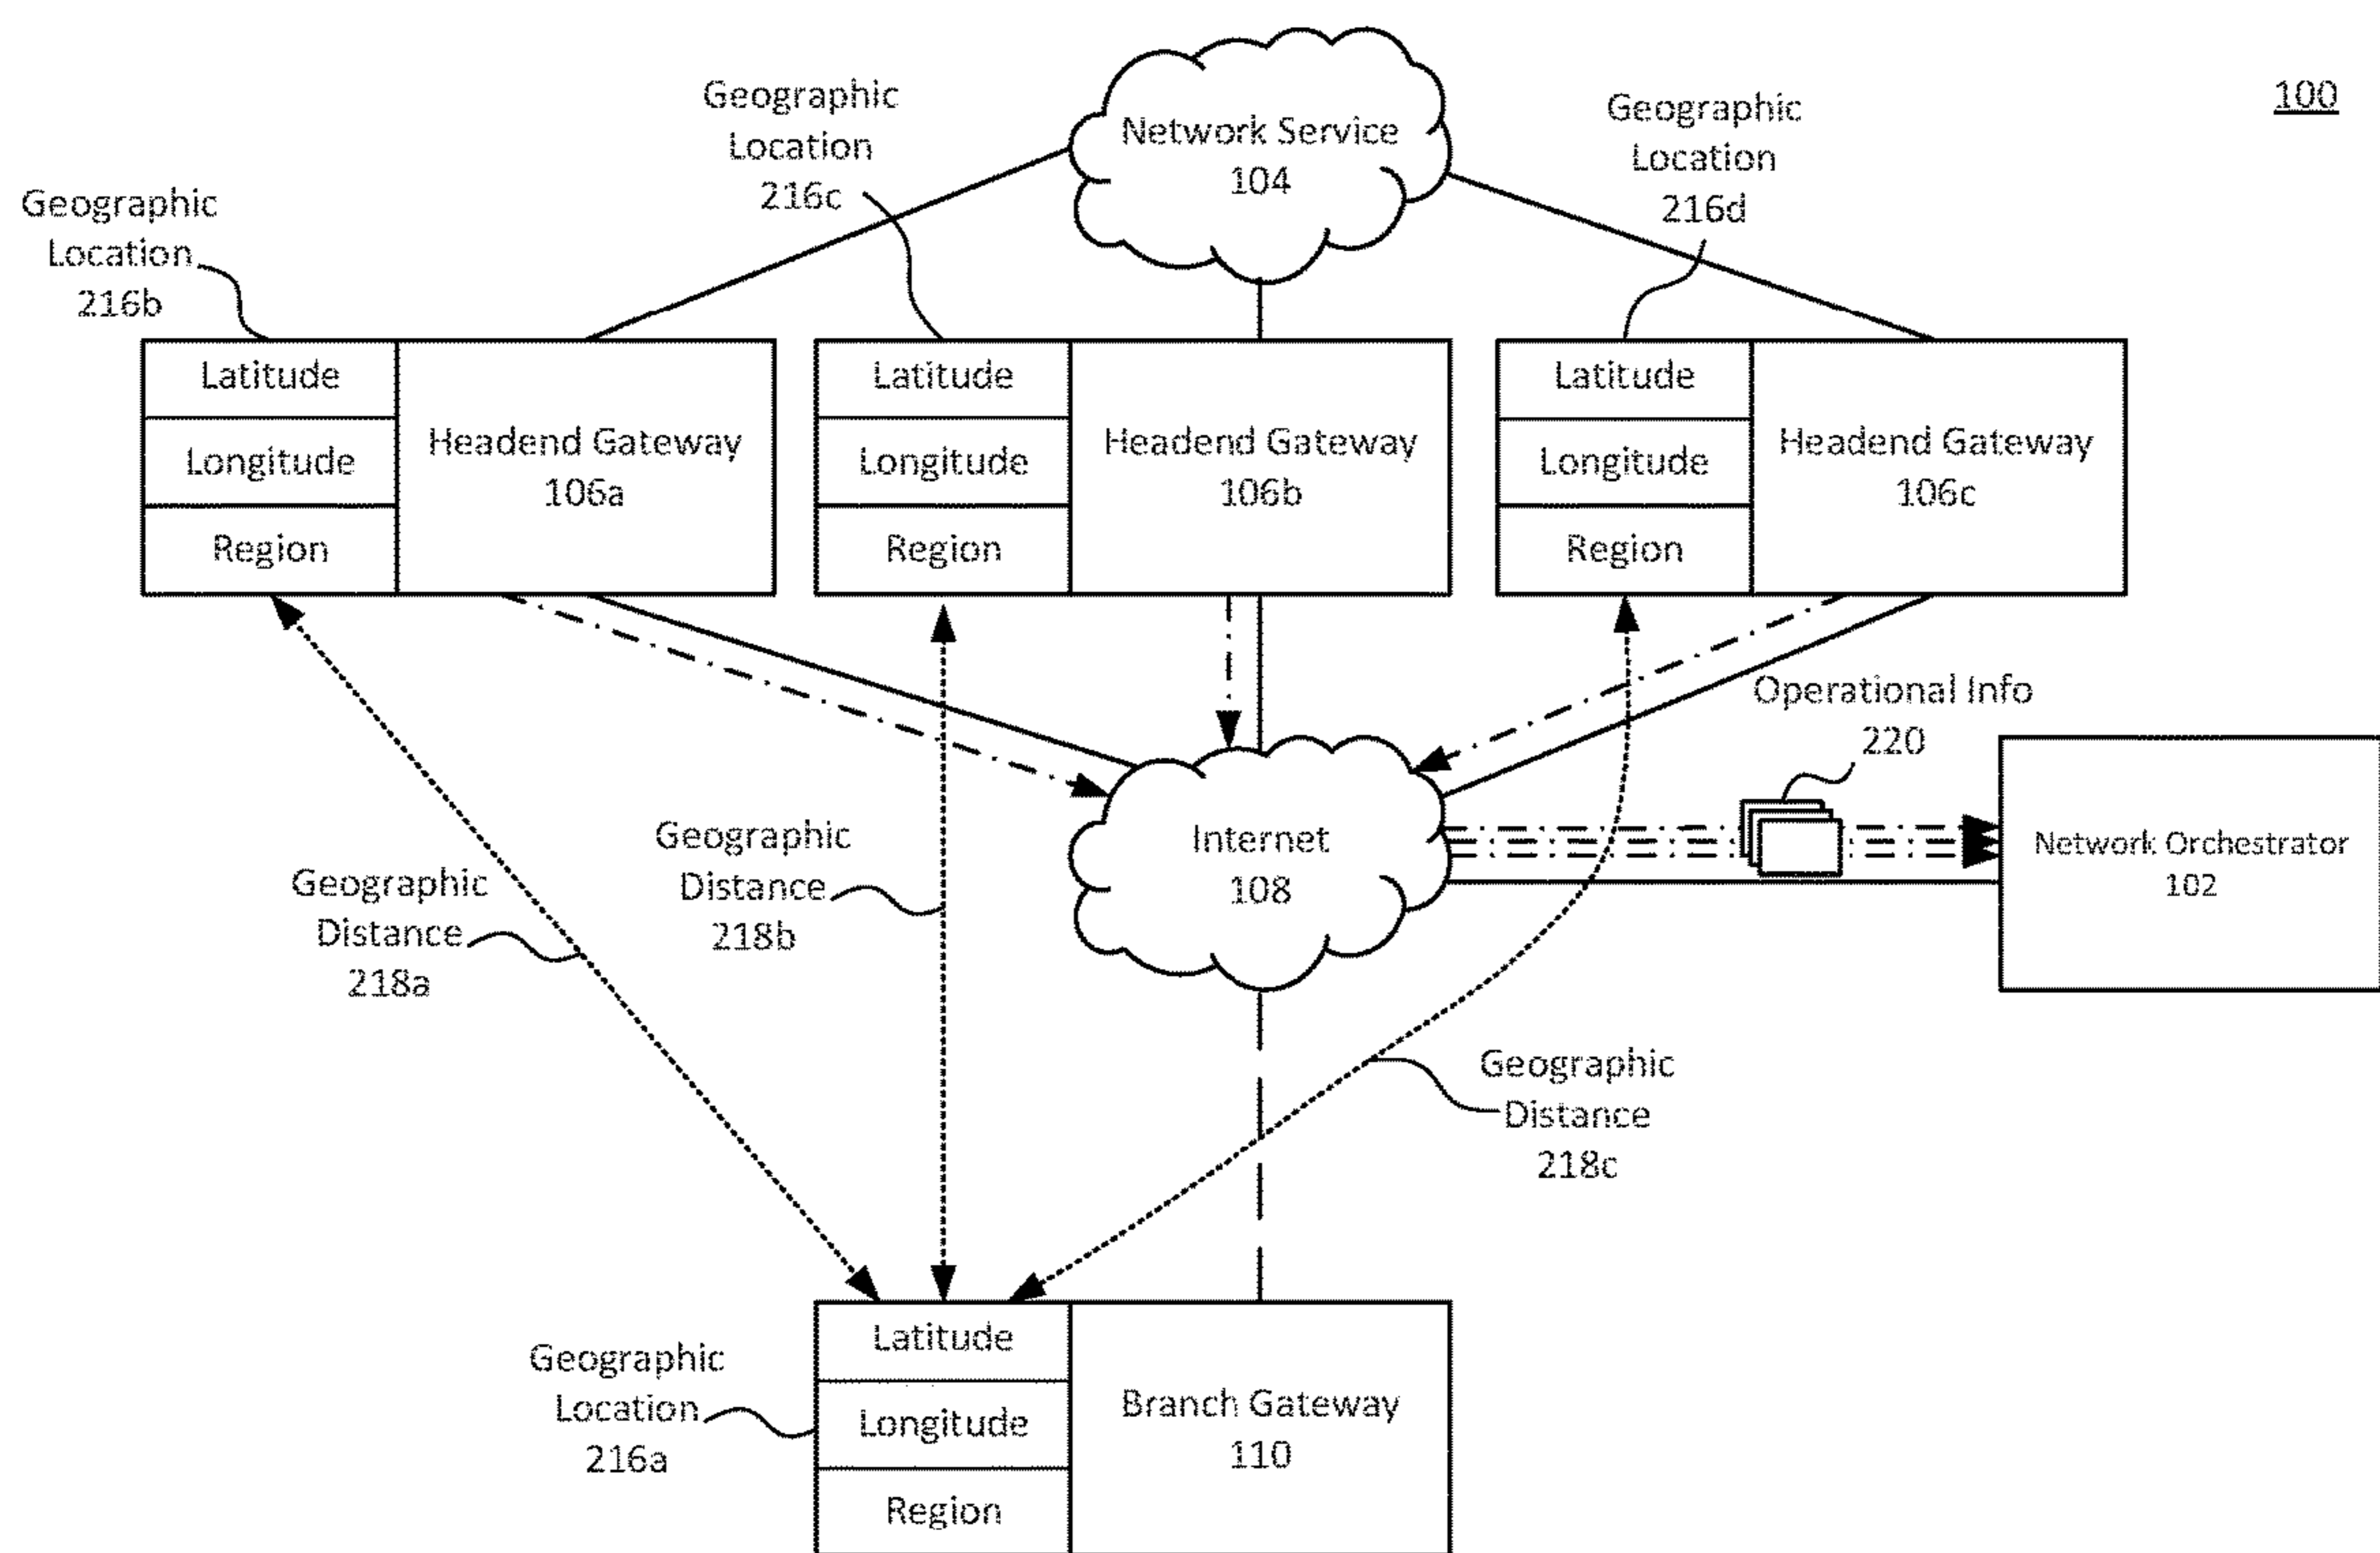 100
Network Service
104
Geographic
Location
216b
Geographic
Location
216c
Geographic
Location
216d
Latitude
Longitude
Region
Headend Gateway
106a
Latitude
Longitude
Region
Headend Gateway
106b
Latitude
Longitude
Region
Headend Gateway
106c
Operational Info
220
Geographic
Distance
218a
Geographic
Distance
218b
Internet
108
Network Orchestrator
102
Geographic
Distance
218c
Geographic
Location
216a
Latitude
Longitude
Region
Branch Gateway
110